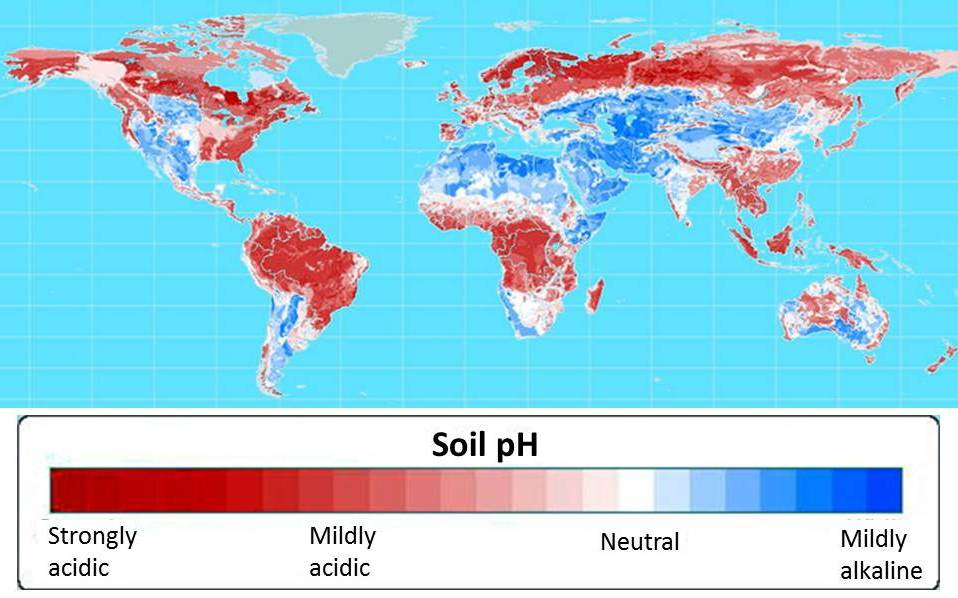 Soil pH
Strongly
acidic
Mildly
acidic
Neutral
Mildly
alkaline